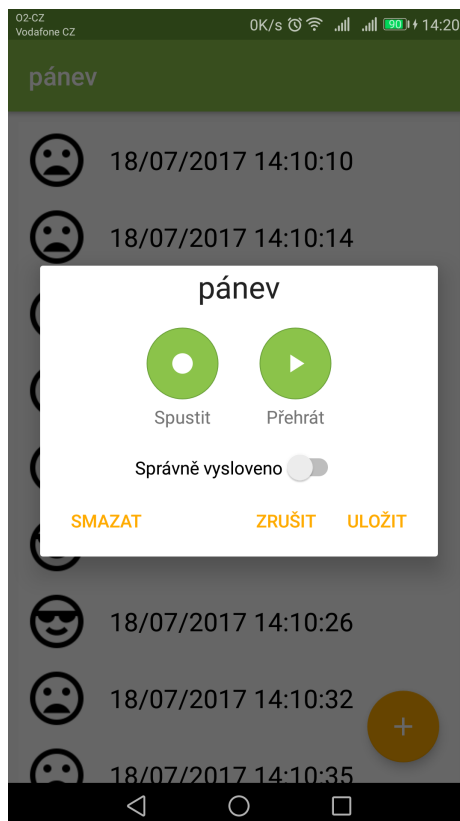 O2-CZ
Vodafone CZ
0K/s 90 14:20
pánev
18/07/2017 14:10:10
18/07/2017 14:10:14
pánev
Spustit Přehrát
Správně vysloveno
SMAZAT ZRUŠIT ULOŽIT
18/07/2017 14:10:26
18/07/2017 14:10:32
18/07/2017 14:10:35